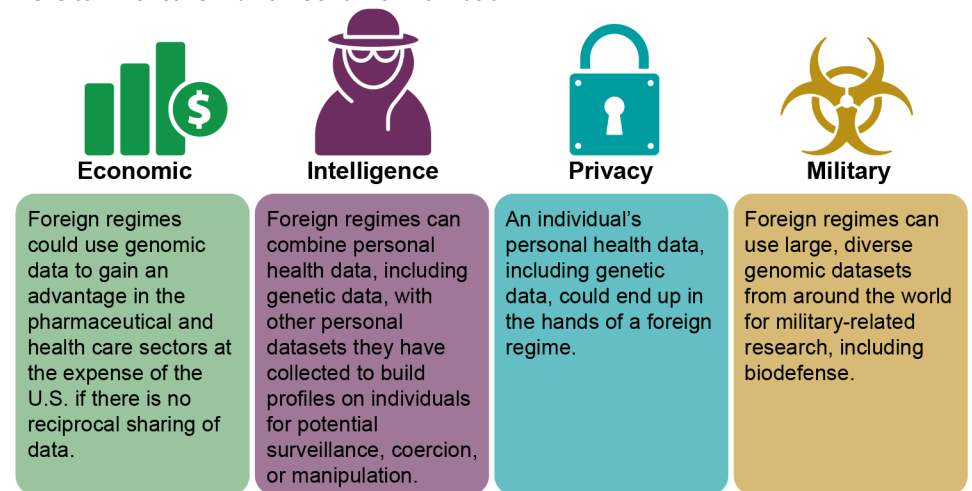 $
Economic
Foreign regimes
could use genomic
data to gain an
advantage in the
pharmaceutical and
health care sectors at
the expense of the
U.S. if there is no
reciprocal sharing of
data.
Intelligence
Foreign regimes can
combine personal
health data, including
genetic data, with
other personal
datasets they have
collected to build
profiles on individuals
for potential
surveillance, coercion,
or manipulation.
Privacy
An individual’s
personal health data,
including genetic
data, could end up in
the hands of a foreign
regime.
Military
Foreign regimes can
use large, diverse
genomic datasets
from around the world
for military-related
research, including
biodefense.